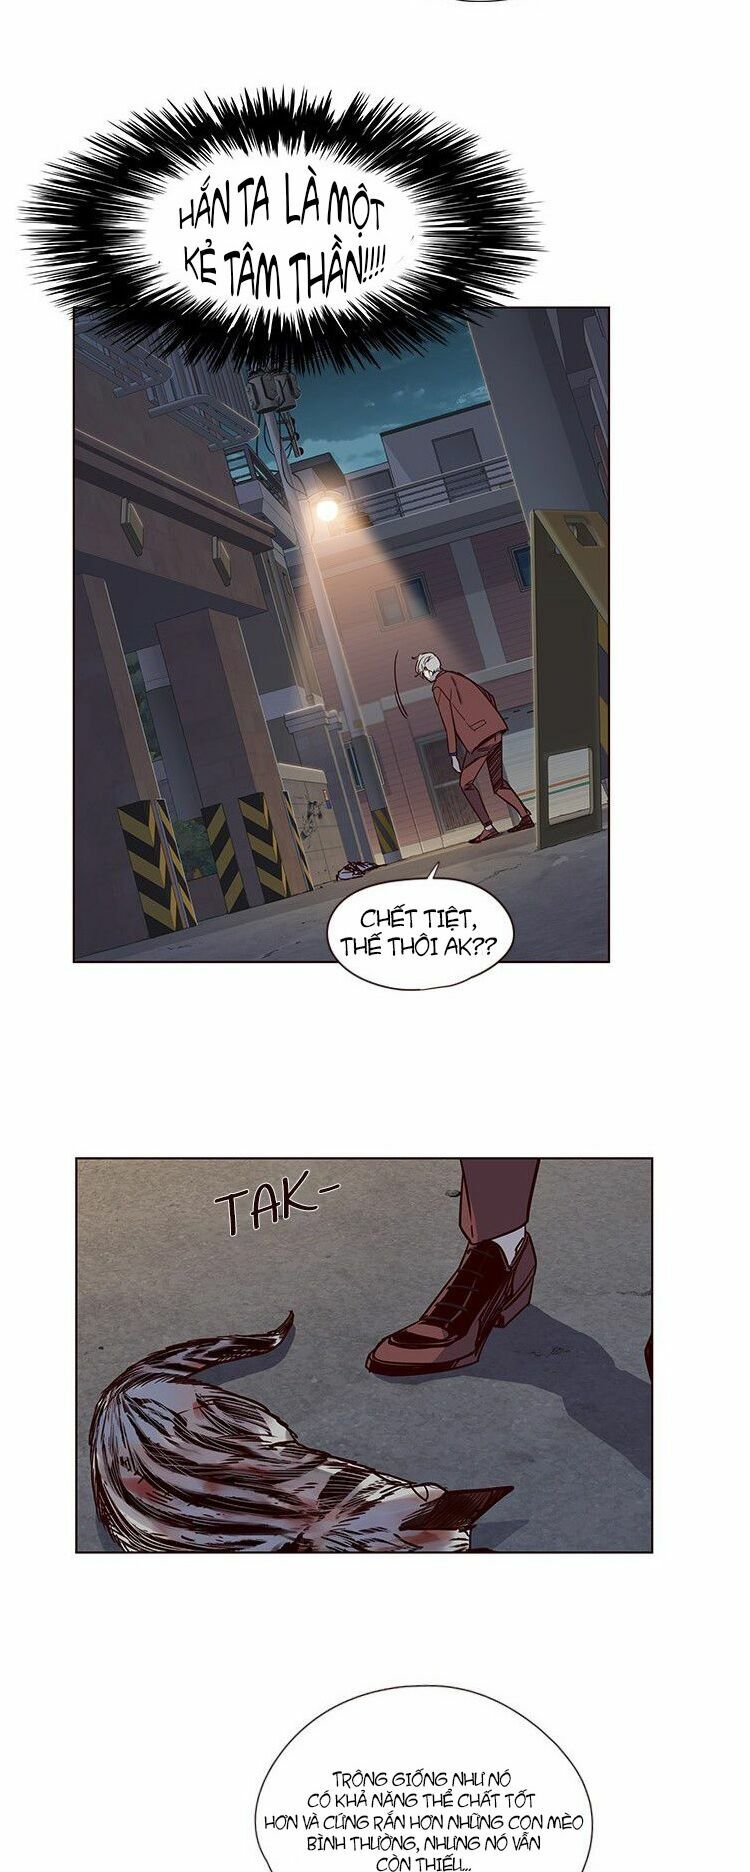 HẮN TA LÀ MỘT
KẺ TÂM THẦN!!!!
CHẾT TIỆT,
THẾ THÔI AK??
TAK-
TRÔNG GIỐNG NHƯ NÓ
CÓ KHẢ NĂNG THỂ CHẤT TỐT
HƠN VÀ CỨNG RẮN HƠN NHỮNG CON MÈO
BÌNH THƯỜNG, NHƯNG NÓ VẪN
CÒN THIẾU...